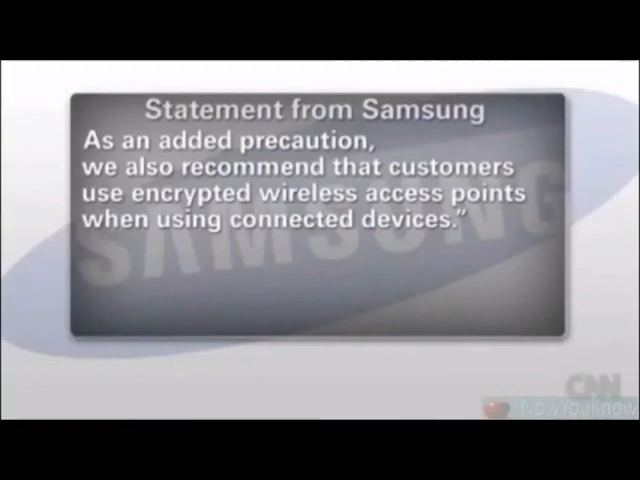 Statement from Samsung
As an added precaution,
we also recommend that customers
use encrypted wireless access points
when using connected devices."
SAMSUNG
CNN
NowYouKnow